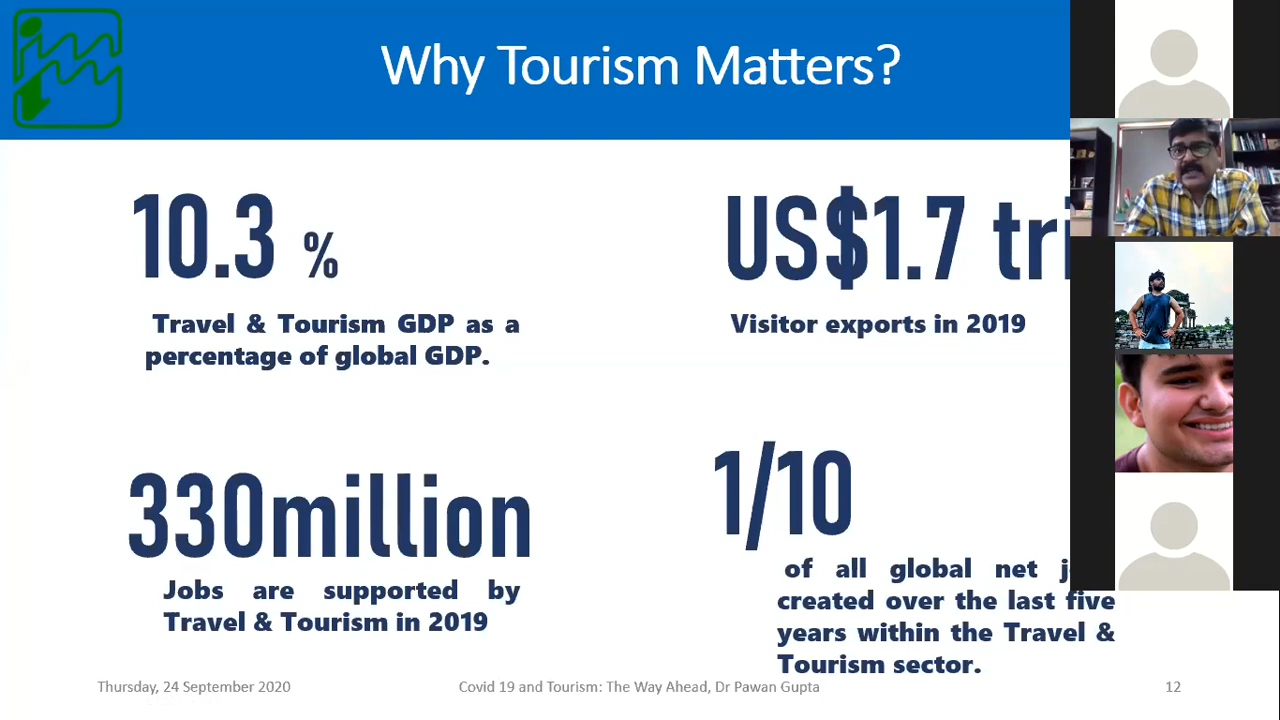 Why Tourism Matters?
10.3 %
Travel & Tourism GDP as a
percentage of global GDP.
US$1.7
Visitor exports in 2019
330million
Jobs are supported by
Travel & Tourism in 2019
1/10
of all global net
created over the last five
years within the Travel &
Tourism sector.
Thursday, 24 September 2020
Covid 19 and Tourism: The Way Ahead, Dr Pawan Gupta
12